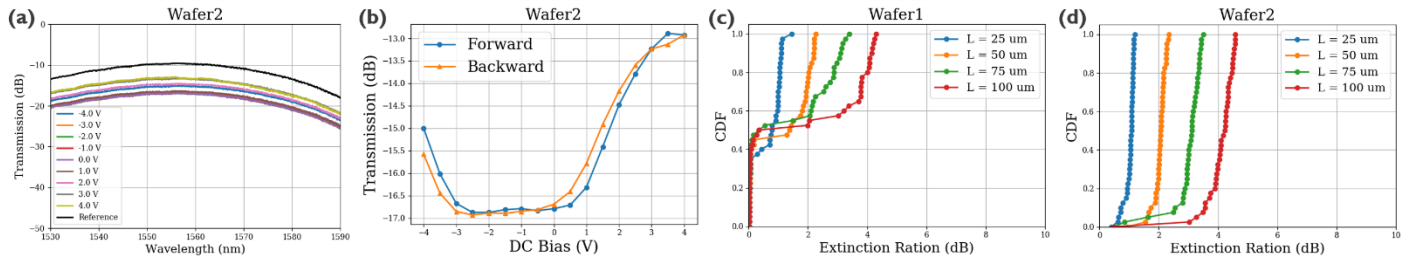 (a)
Wafer2
Transmission (dB)
0
-10
-20
-30
-40
-50
-4.0 V
-3.0 V
-2.0 V
-1.0 V
0.0 V
1.0 V
2.0 V
3.0 V
4.0 V
Reference
1530 1540 1550 1560 1570 1580 1590
Wavelength (nm)
(b)
Wafer2
Transmission (dB)
-13.0
-13.5
-14.0
-14.5
-15.0
-15.5
-16.0
-16.5
-17.0
Forward
Backward
-4 -3 -2 -1 0 1 2 3 4
DC Bias (V)
(c)
Wafer1
CDF
1.0
0.8
0.6
0.4
0.2
0.0
L = 25 um
L = 50 um
L = 75 um
L = 100 um
0 2 4 6 8 10
Extinction Ration (dB)
(d)
Wafer2
CDF
1.0
0.8
0.6
0.4
0.2
0.0
L = 25 um
L = 50 um
L = 75 um
L = 100 um
0 2 4 6 8 10
Extinction Ration (dB)